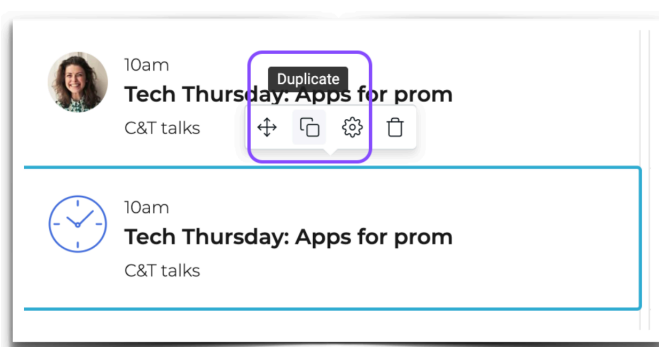 10am
Duplicate
Tech Thursday: Apps for prom
C&T talks
10am
Tech Thursday: Apps for prom
C&T talks